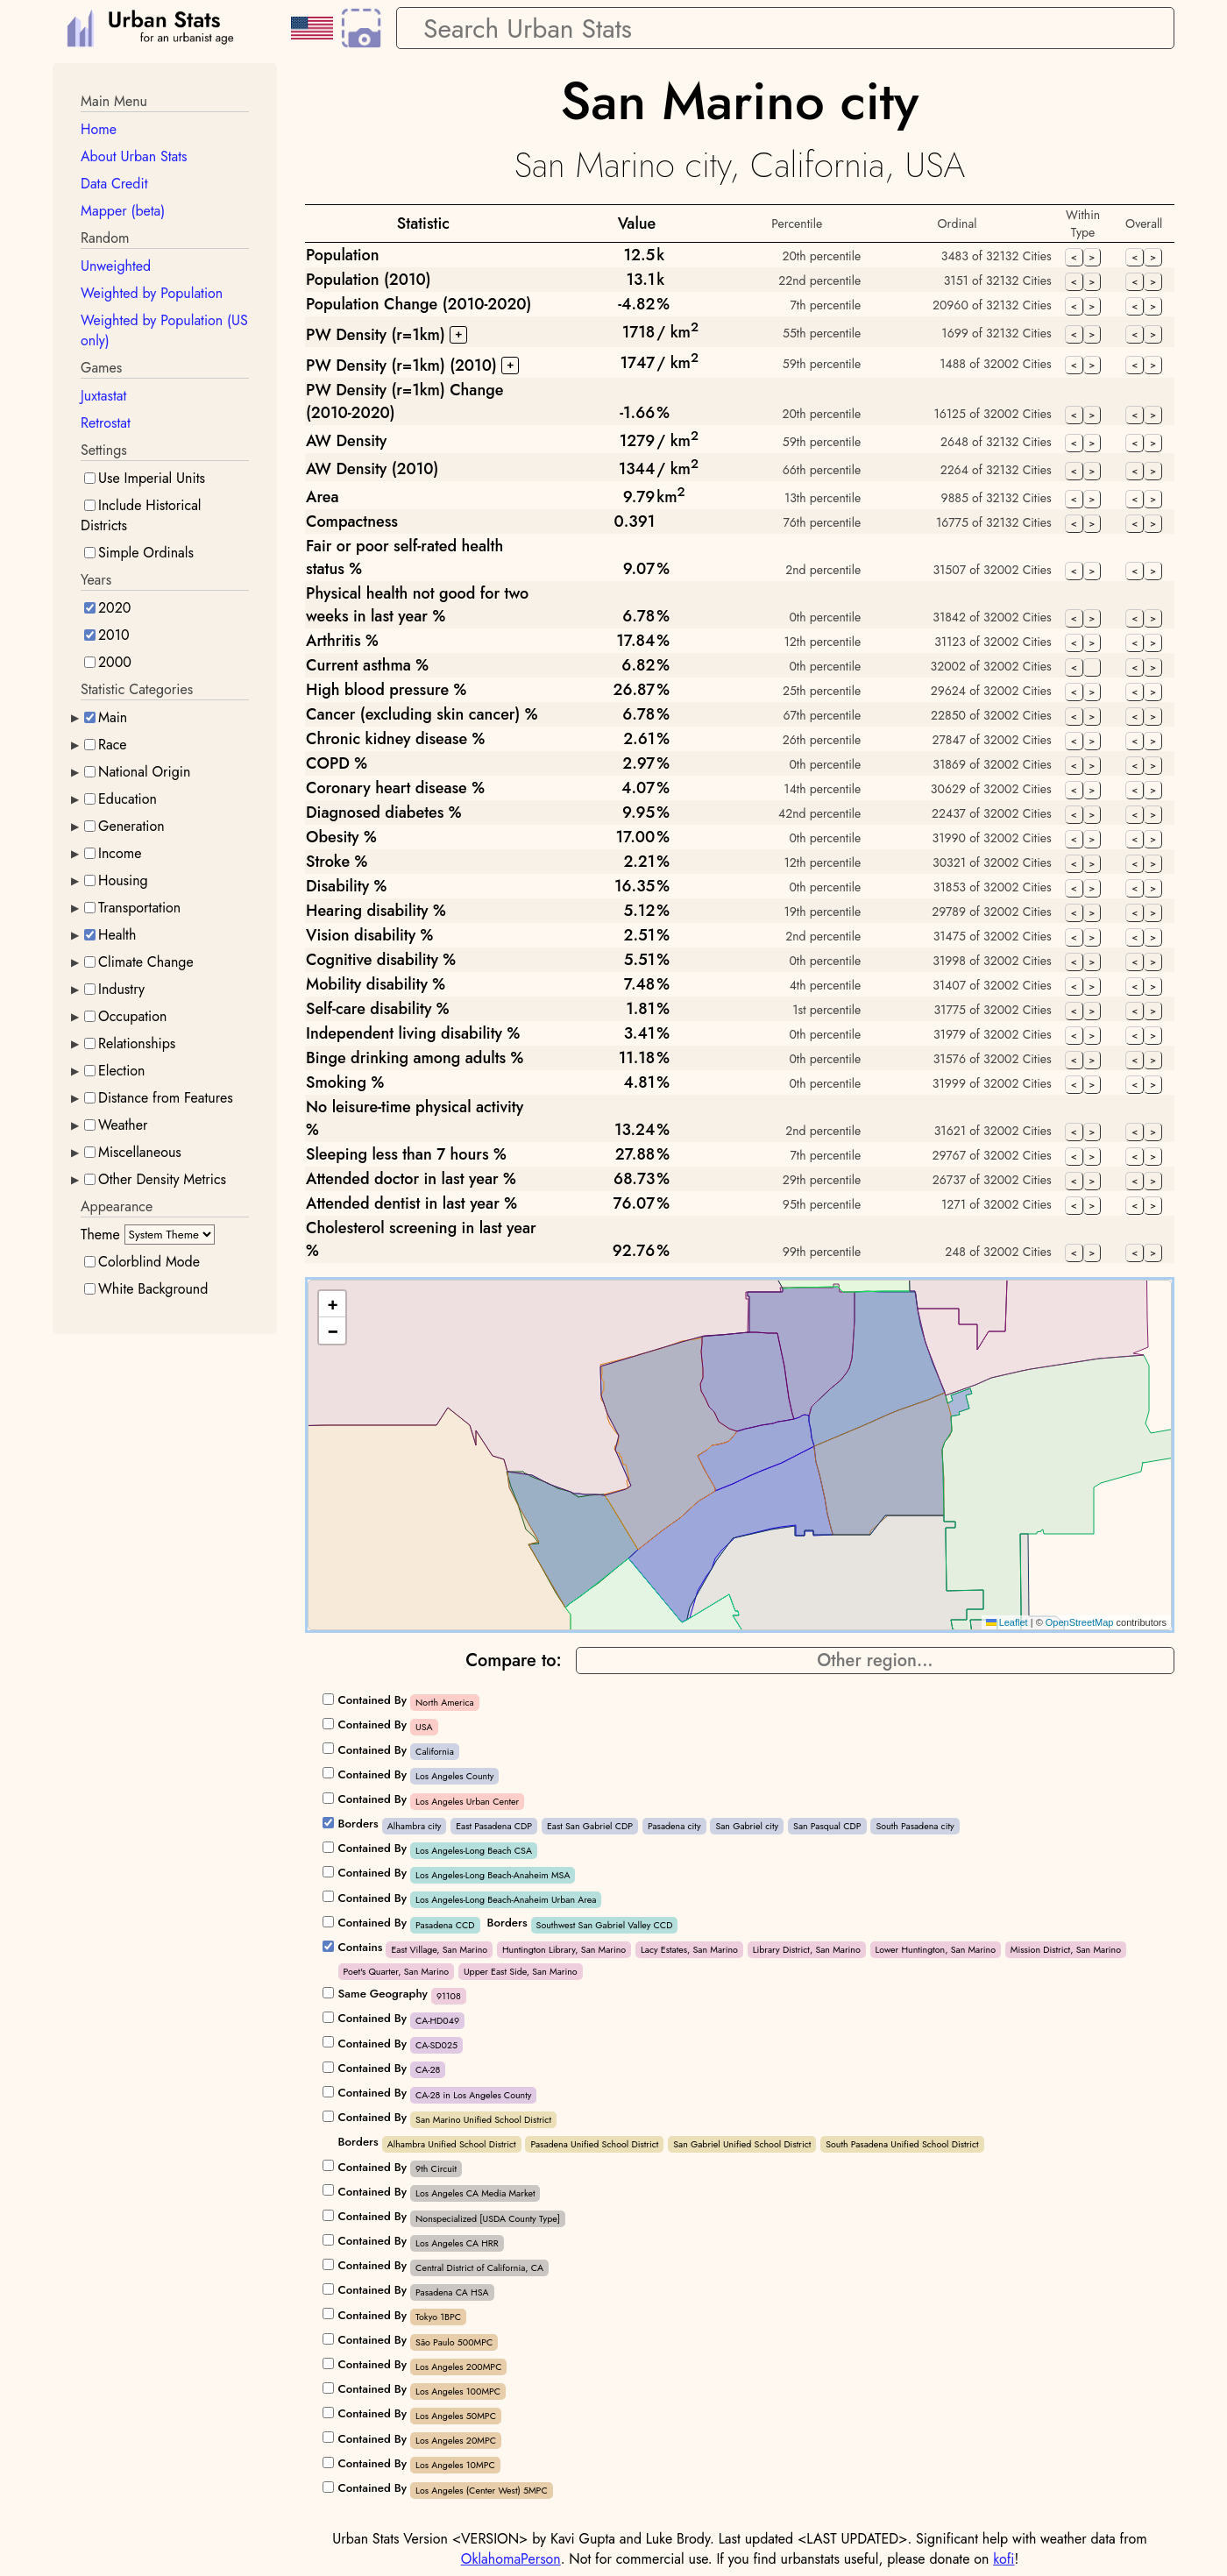 Urban Stats
for an urbanist age
Search Urban Stats
Main Menu
Home
About Urban Stats
Data Credit
Mapper (beta)
Random
Unweighted
Weighted by Population
Weighted by Population (US
only)
Games
Juxtastat
Retrostat
Settings
Use Imperial Units
Include Historical
Districts
Simple Ordinals
Years
2020
2010
2000
Statistic Categories
Main
Race
National Origin
Education
Generation
Income
Housing
Transportation
Health
Climate Change
Industry
Occupation
Relationships
Election
Distance from Features
Weather
Miscellaneous
Other Density Metrics
Appearance
Theme System Theme
Colorblind Mode
White Background
San Marino city
San Marino city, California, USA
Statistic Value Percentile Ordinal Within Type Overall
Population 12.5k 20th percentile 3483 of 32132 Cities < > < >
Population (2010) 13.1k 22nd percentile 3151 of 32132 Cities < > < >
Population Change (2010-2020) -4.82% 7th percentile 20960 of 32132 Cities < > < >
PW Density (r=1km) + 1718 / km2 55th percentile 1699 of 32132 Cities < > < >
PW Density (r=1km) (2010) + 1747 / km2 59th percentile 1488 of 32132 Cities < > < >
PW Density (r=1km) Change
(2010-2020) -1.66% 20th percentile 16125 of 32002 Cities < > < >
AW Density 1279 / km2 59th percentile 2648 of 32132 Cities < > < >
AW Density (2010) 1344 / km2 66th percentile 2264 of 32132 Cities < > < >
Area 9.79 km2 13th percentile 9885 of 32132 Cities < > < >
Compactness 0.391 76th percentile 16775 of 32132 Cities < > < >
Fair or poor self-rated health
status % 9.07% 2nd percentile 31507 of 32002 Cities < > < >
Physical health not good for two
weeks in last year % 6.78% 0th percentile 31842 of 32002 Cities < > < >
Arthritis % 17.84% 12th percentile 31123 of 32002 Cities < > < >
Current asthma % 6.82% 0th percentile 32002 of 32002 Cities < < >
High blood pressure % 26.87% 25th percentile 29624 of 32002 Cities < > < >
Cancer (excluding skin cancer) % 6.78% 67th percentile 22850 of 32002 Cities < > < >
Chronic kidney disease % 2.61% 26th percentile 27847 of 32002 Cities < > < >
COPD % 2.97% 0th percentile 31869 of 32002 Cities < > < >
Coronary heart disease % 4.07% 14th percentile 30629 of 32002 Cities < > < >
Diagnosed diabetes % 9.95% 42nd percentile 22437 of 32002 Cities < > < >
Obesity % 17.00% 0th percentile 31990 of 32002 Cities < > < >
Stroke % 2.21% 12th percentile 30321 of 32002 Cities < > < >
Disability % 16.35% 0th percentile 31853 of 32002 Cities < > < >
Hearing disability % 5.12% 19th percentile 29789 of 32002 Cities < > < >
Vision disability % 2.51% 2nd percentile 31475 of 32002 Cities < > < >
Cognitive disability % 5.51% 0th percentile 31998 of 32002 Cities < > < >
Mobility disability % 7.48% 4th percentile 31407 of 32002 Cities < > < >
Self-care disability % 1.81% 1st percentile 31775 of 32002 Cities < > < >
Independent living disability % 3.41% 0th percentile 31979 of 32002 Cities < > < >
Binge drinking among adults % 11.18% 0th percentile 31576 of 32002 Cities < > < >
Smoking % 4.81% 0th percentile 31999 of 32002 Cities < > < >
No leisure-time physical activity
% 13.24% 2nd percentile 31621 of 32002 Cities < > < >
Sleeping less than 7 hours % 27.88% 7th percentile 29767 of 32002 Cities < > < >
Attended doctor in last year % 68.73% 29th percentile 26737 of 32002 Cities < > < >
Attended dentist in last year % 76.07% 95th percentile 1271 of 32002 Cities < > < >
Cholesterol screening in last year
% 92.76% 99th percentile 248 of 32002 Cities < > < >
+
−
Leaflet | © OpenStreetMap contributors
Compare to: Other region...
Contained By North America
Contained By USA
Contained By California
Contained By Los Angeles County
Contained By Los Angeles Urban Center
Borders Alhambra city East Pasadena CDP East San Gabriel CDP Pasadena city San Gabriel city San Pasqual CDP South Pasadena city
Contained By Los Angeles-Long Beach CSA
Contained By Los Angeles-Long Beach-Anaheim MSA
Contained By Los Angeles-Long Beach-Anaheim Urban Area
Contained By Pasadena CCD Borders Southwest San Gabriel Valley CCD
Contains East Village, San Marino Huntington Library, San Marino Lacy Estates, San Marino Library District, San Marino Lower Huntington, San Marino Mission District, San Marino
Poet's Quarter, San Marino Upper East Side, San Marino
Same Geography 91108
Contained By CA-HD049
Contained By CA-SD025
Contained By CA-28
Contained By CA-28 in Los Angeles County
Contained By San Marino Unified School District
Borders Alhambra Unified School District Pasadena Unified School District San Gabriel Unified School District South Pasadena Unified School District
Contained By 9th Circuit
Contained By Los Angeles CA Media Market
Contained By Nonspecialized [USDA County Type]
Contained By Los Angeles CA HRR
Contained By Central District of California, CA
Contained By Pasadena CA HSA
Contained By Tokyo 1BPC
Contained By São Paulo 500MPC
Contained By Los Angeles 200MPC
Contained By Los Angeles 100MPC
Contained By Los Angeles 50MPC
Contained By Los Angeles 20MPC
Contained By Los Angeles 10MPC
Contained By Los Angeles (Center West) 5MPC
Urban Stats Version <VERSION> by Kavi Gupta and Luke Brody. Last updated <LAST UPDATED>. Significant help with weather data from
OklahomaPerson. Not for commercial use. If you find urbanstats useful, please donate on kofi!